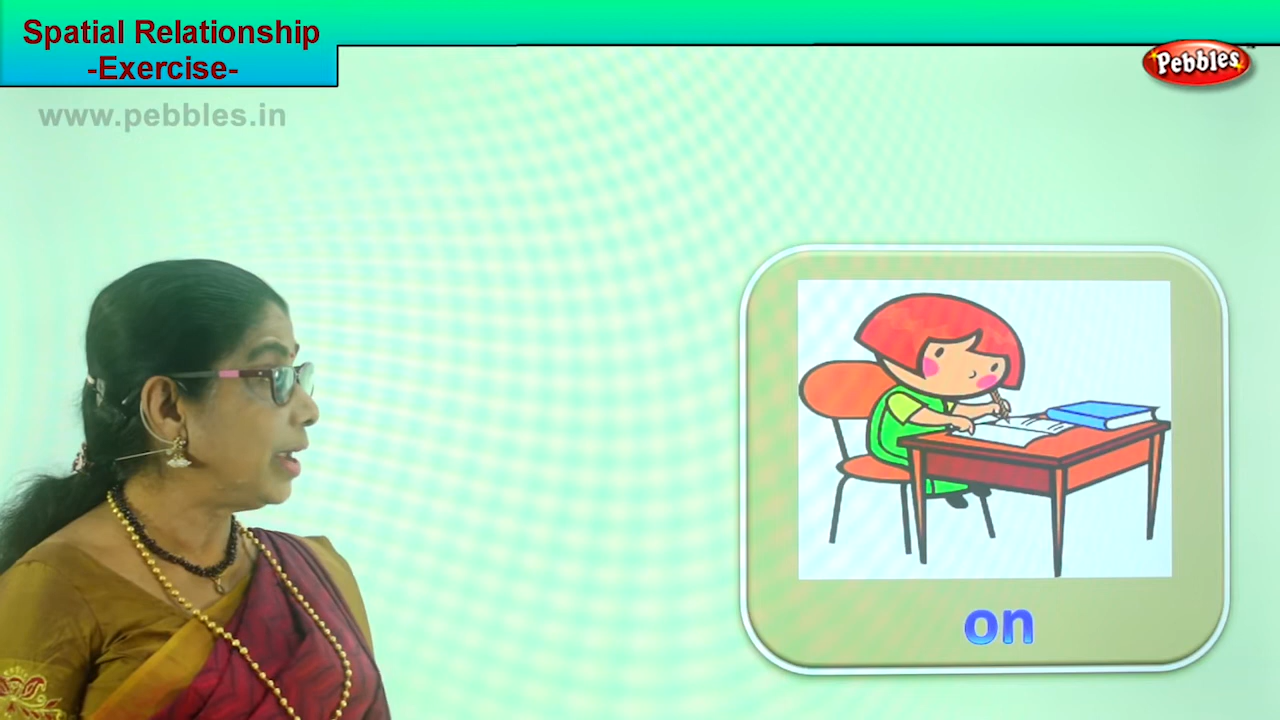 Spatial Relationship
-Exercise-
Pebbles
www.pebbles.in
on